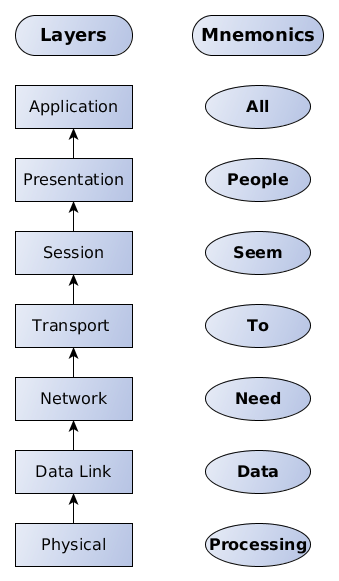 Layers Mnemonics
Application All
Presentation People
Session Seem
Transport To
Network Need
Data Link Data
Physical Processing